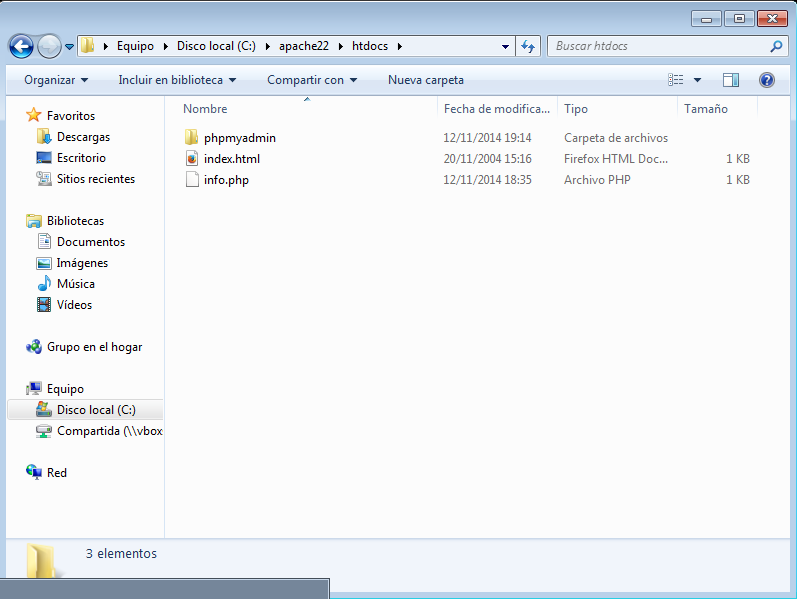 Equipo Disco local (C:) apache22 htdocs Buscar htdocs
Organizar Incluir en biblioteca Compartir con Nueva carpeta
Favoritos
Descargas
Escritorio
Sitios recientes
Bibliotecas
Documentos
Imágenes
Música
Vídeos
Grupo en el hogar
Equipo
Disco local (C:)
Compartida (\\vbox
Red
Nombre Fecha de modifica... Tipo Tamaño
phpmyadmin 12/11/2014 19:14 Carpeta de archivos
index.html 20/11/2004 15:16 Firefox HTML Doc... 1 KB
info.php 12/11/2014 18:35 Archivo PHP 1 KB
3 elementos